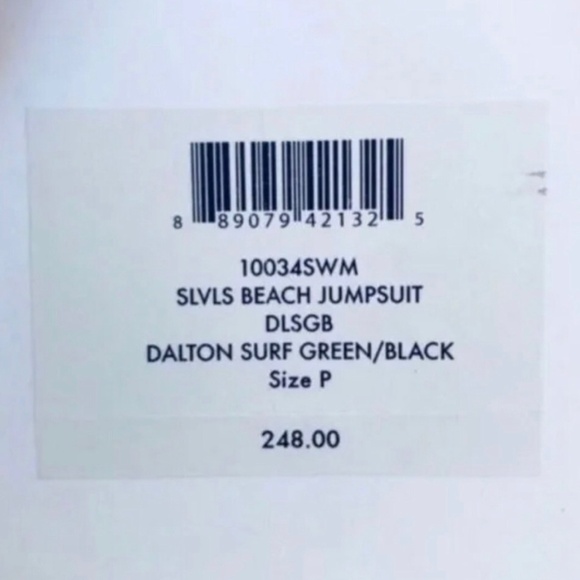 8 89079 42132 5
10034SWM
SLVLS BEACH JUMPSUIT
DLSGB
DALTON SURF GREEN/BLACK
Size P
248.00